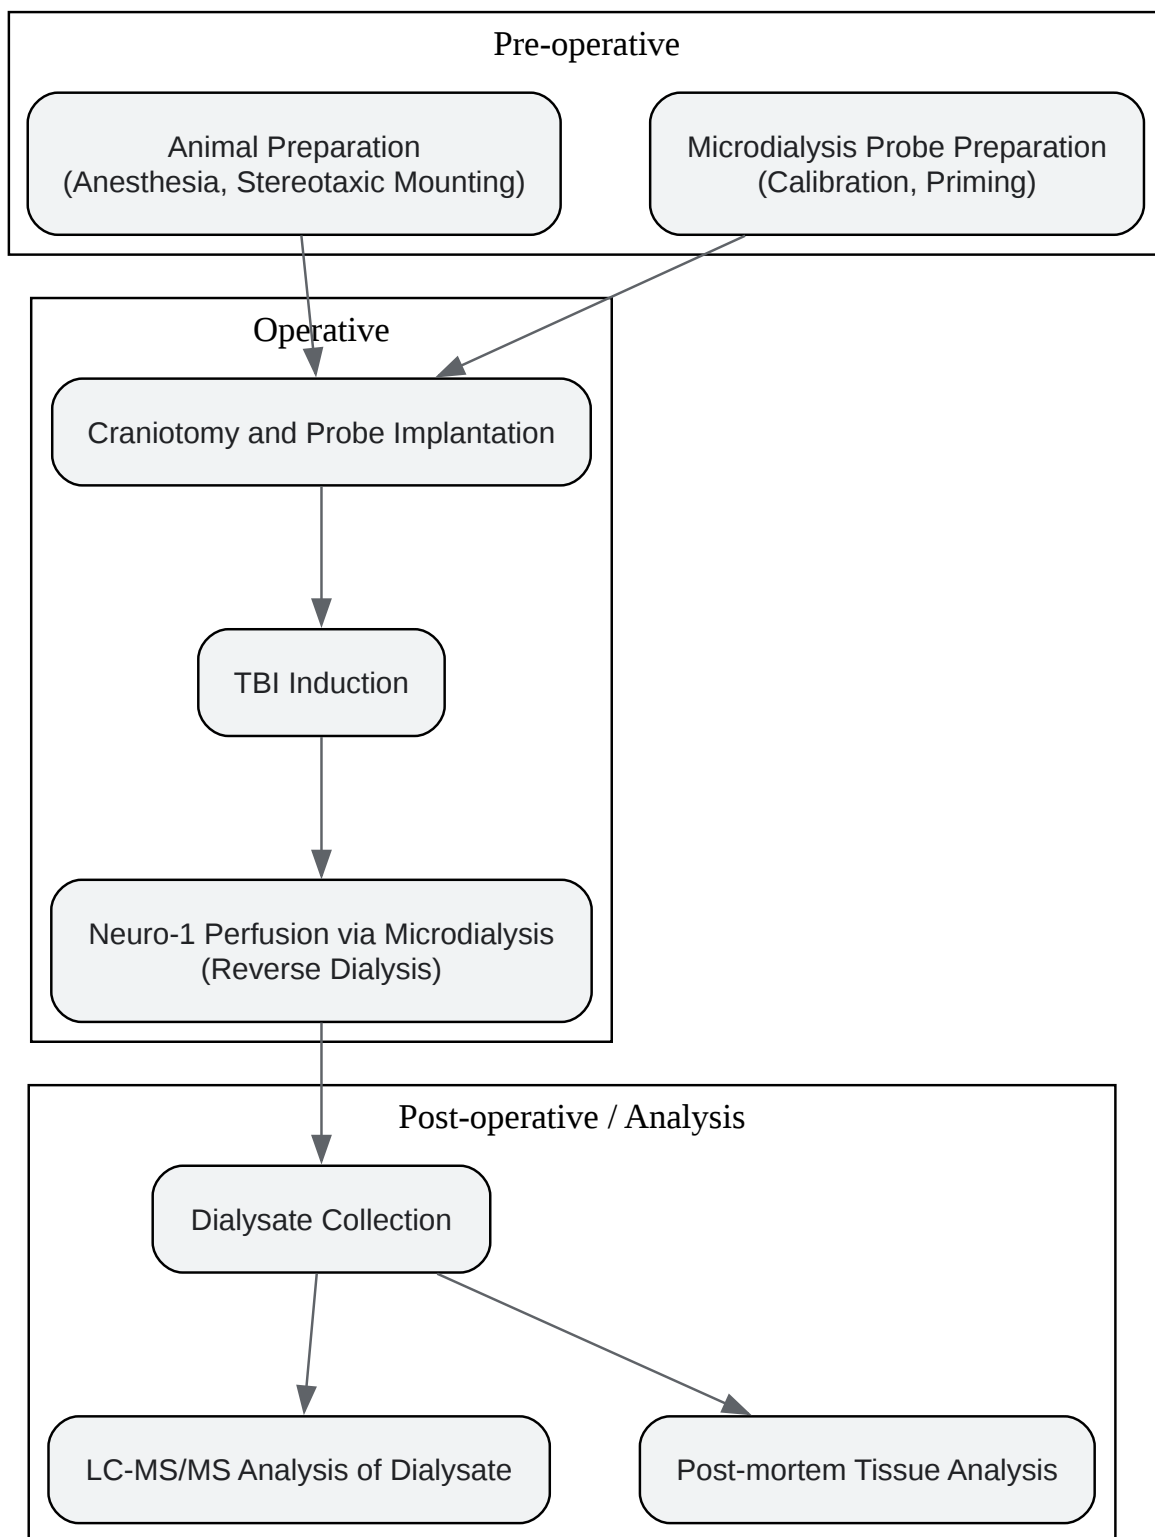 Pre-operative
Animal Preparation
(Anesthesia, Stereotaxic Mounting)
Microdialysis Probe Preparation
(Calibration, Priming)
Operative
Craniotomy and Probe Implantation
TBI Induction
Neuro-1 Perfusion via Microdialysis
(Reverse Dialysis)
Post-operative / Analysis
Dialysate Collection
LC-MS/MS Analysis of Dialysate
Post-mortem Tissue Analysis